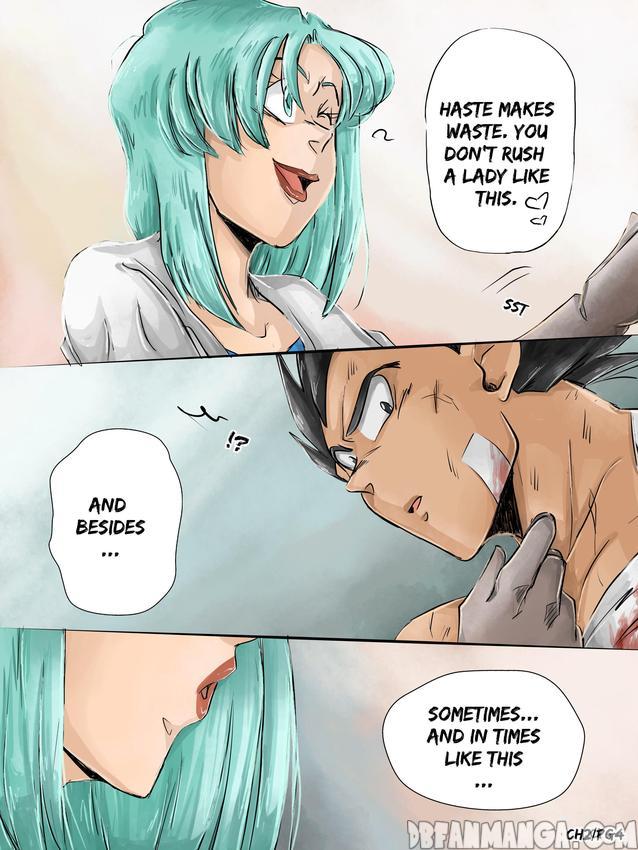 HASTE MAKES
WASTE. YOU
DON'T RUSH
A LADY LIKE
THIS.
SST
!?
AND
BESIDES
...
SOMETIMES...
AND IN TIMES
LIKE THIS
...
CH2/PG4
DBFANMANGA.COM